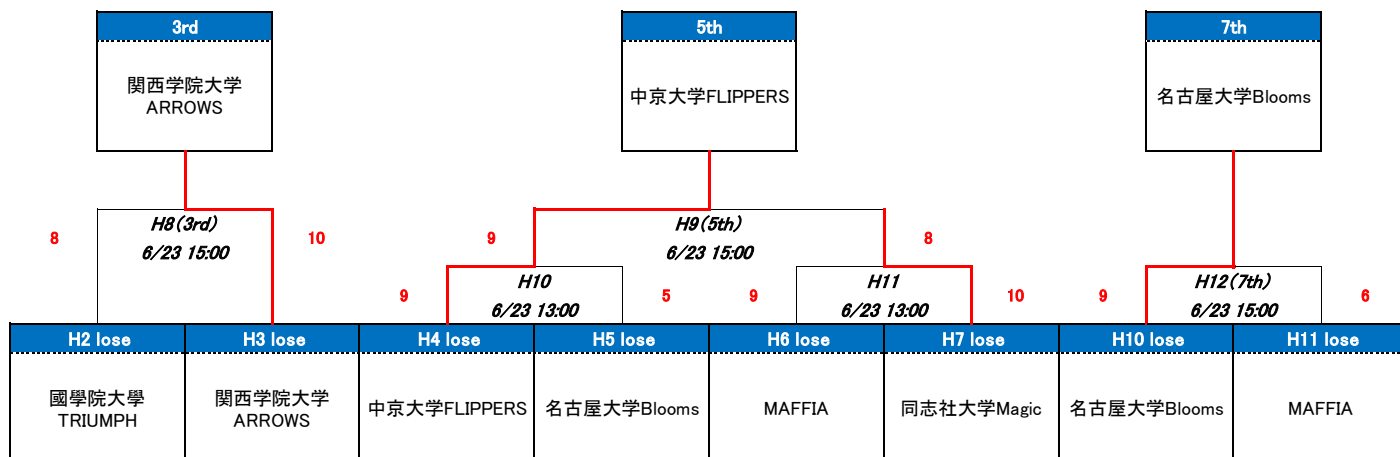 3rd
5th
7th
関西学院大学
ARROWS
中京大学FLIPPERS
名古屋大学Blooms
H8(3rd)
6/23 15:00
8
10
H9(5th)
6/23 15:00
9
8
H10
6/23 13:00
9
5
H11
6/23 13:00
9
10
H12(7th)
6/23 15:00
9
6
H2 lose
H3 lose
H4 lose
H5 lose
H6 lose
H7 lose
H10 lose
H11 lose
國學院大學
TRIUMPH
関西学院大学
ARROWS
中京大学FLIPPERS
名古屋大学Blooms
MAFFIA
同志社大学Magic
名古屋大学Blooms
MAFFIA